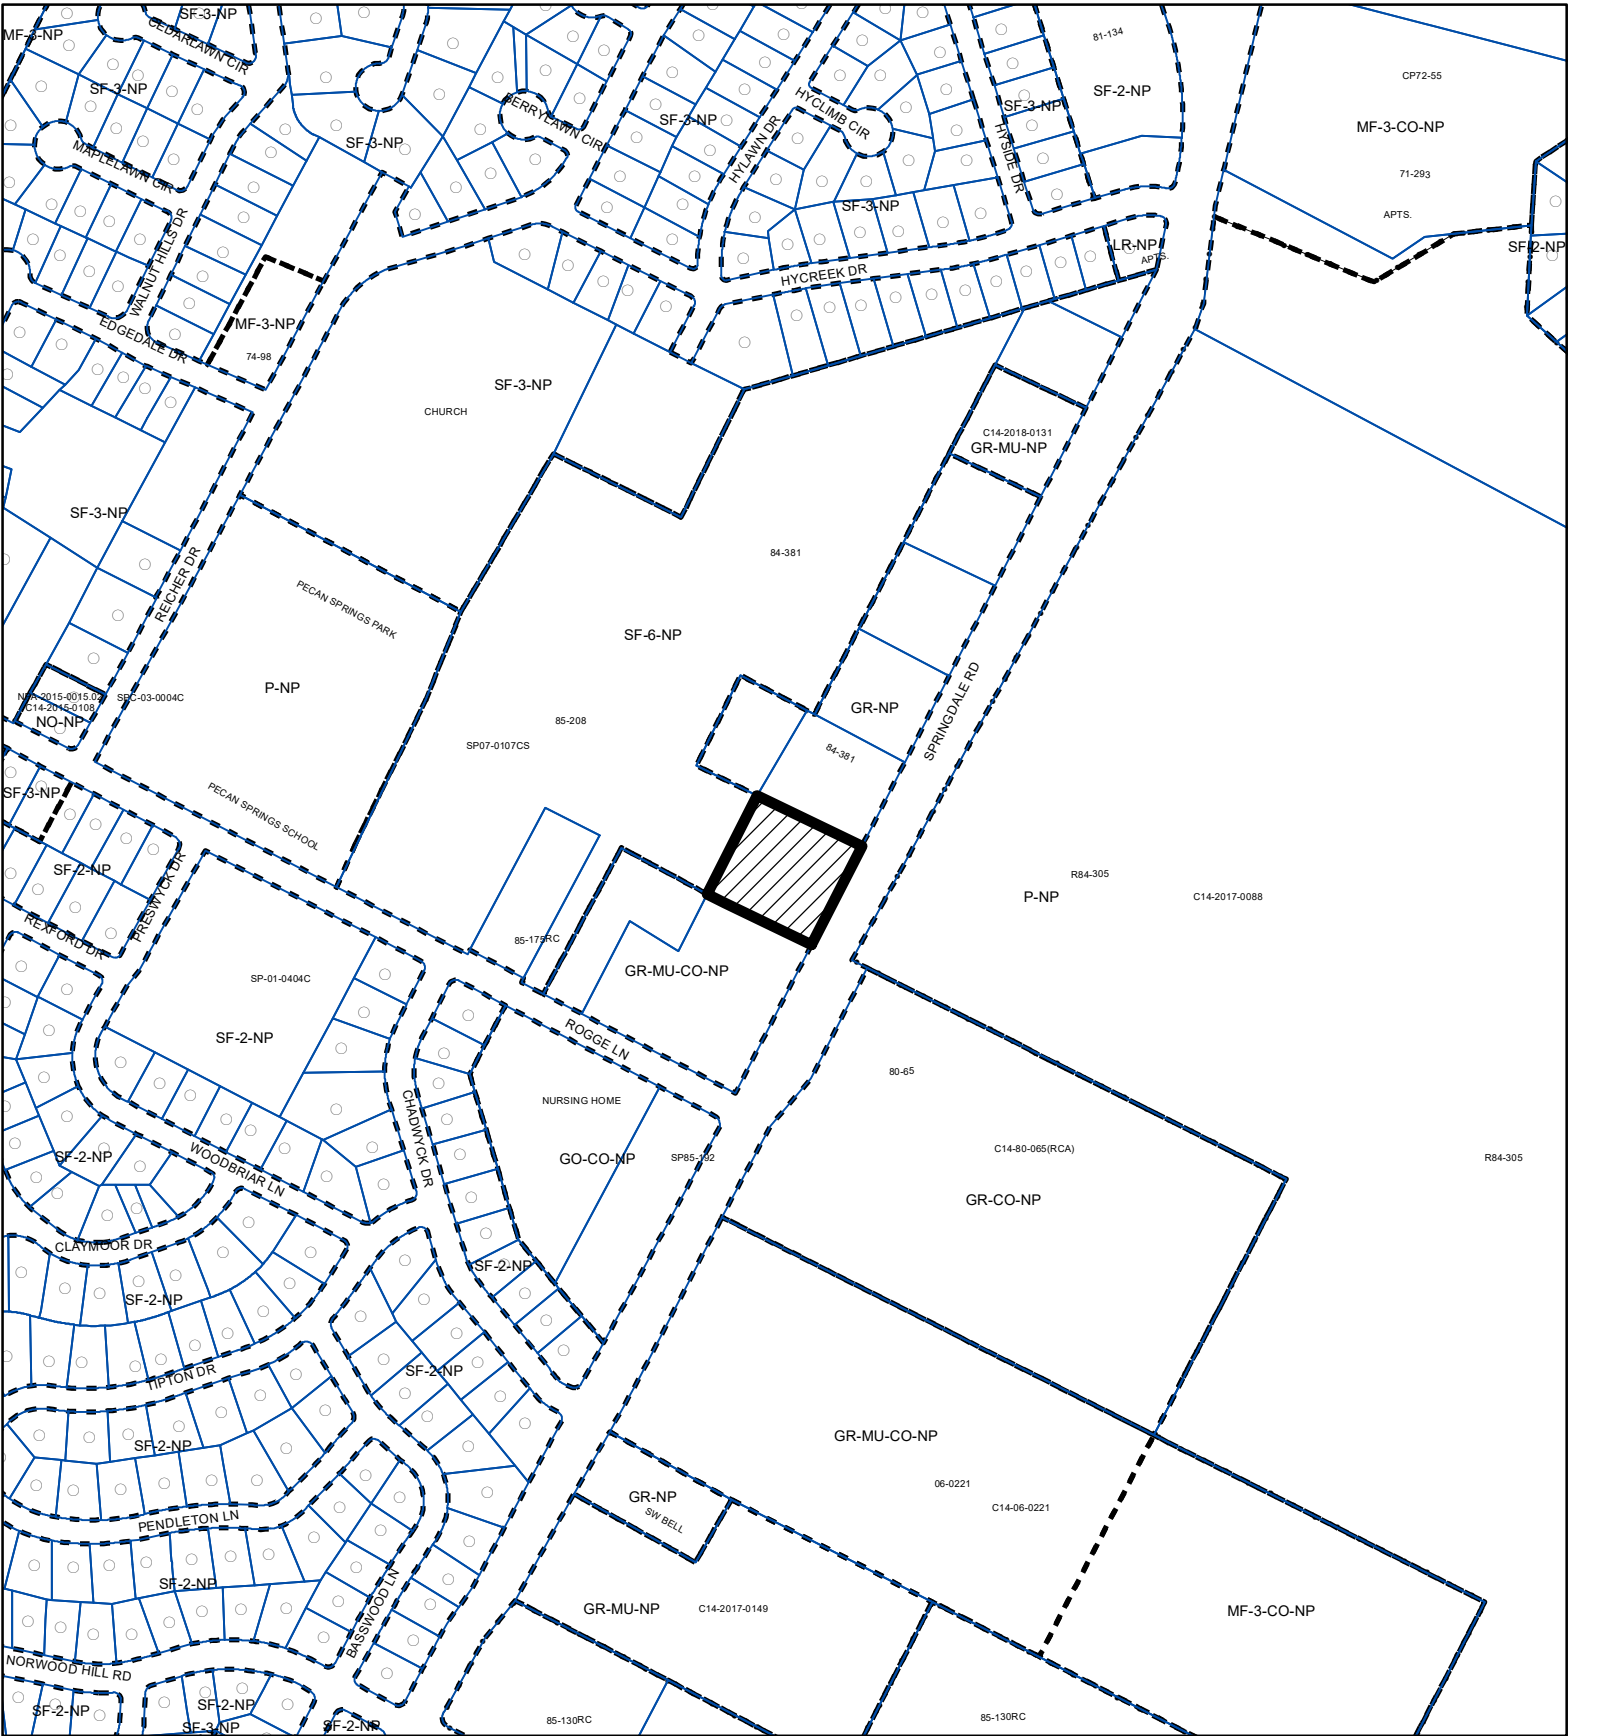 SF-3-NP
MF-3-NP
CEDARLAWN CIR
81-134
CP72-55
SF-3-NP
SF-2-NP
BERRYLAWN CIR
SF-3-NP
HYCLIMB CIR
SF-3-NP
MF-3-CO-NP
SF-3-NP
HYLAWN DR
HYSIDE DR
MAPLELAWN CIR
71-293
SF-3-NP
APTS.
WALNUT HILLS DR
LR-NP
APTS.
SF-2-NP
HYCREEK DR
EDGEDALE DR
MF-3-NP
74-98
SF-3-NP
CHURCH
C14-2018-0131
GR-MU-NP
SF-3-NP
84-381
REICHER DR
PECAN SPRINGS PARK
SF-6-NP
P-NP
NPA-2015-0015.02
SPC-03-0004C
C14-2015-0108
NO-NP
85-208
GR-NP
SPRINGDALE RD
SP07-0107CS
84-381
SF-3-NP
PECAN SPRINGS SCHOOL
SF-2-NP
PRESWYCK DR
R84-305
P-NP
C14-2017-0088
REXFORD DR
85-175RC
SP-01-0404C
GR-MU-CO-NP
SF-2-NP
ROGGE LN
80-65
NURSING HOME
CHADWYCK DR
SF-2-NP
WOODBRIAR LN
GO-CO-NP
SP85-192
C14-80-065(RCA)
R84-305
GR-CO-NP
CLAYMOOR DR
SF-2-NP
SF-2-NP
TIPTON DR
SF-2-NP
SF-2-NP
GR-MU-CO-NP
06-0221
C14-06-0221
GR-NP
SW BELL
PENDLETON LN
SF-2-NP
BASSWOOD LN
GR-MU-NP
C14-2017-0149
MF-3-CO-NP
NORWOOD HILL RD
SF-2-NP
SF-2-NP
SF-3-NP
SF-2-NP
85-130RC
85-130RC